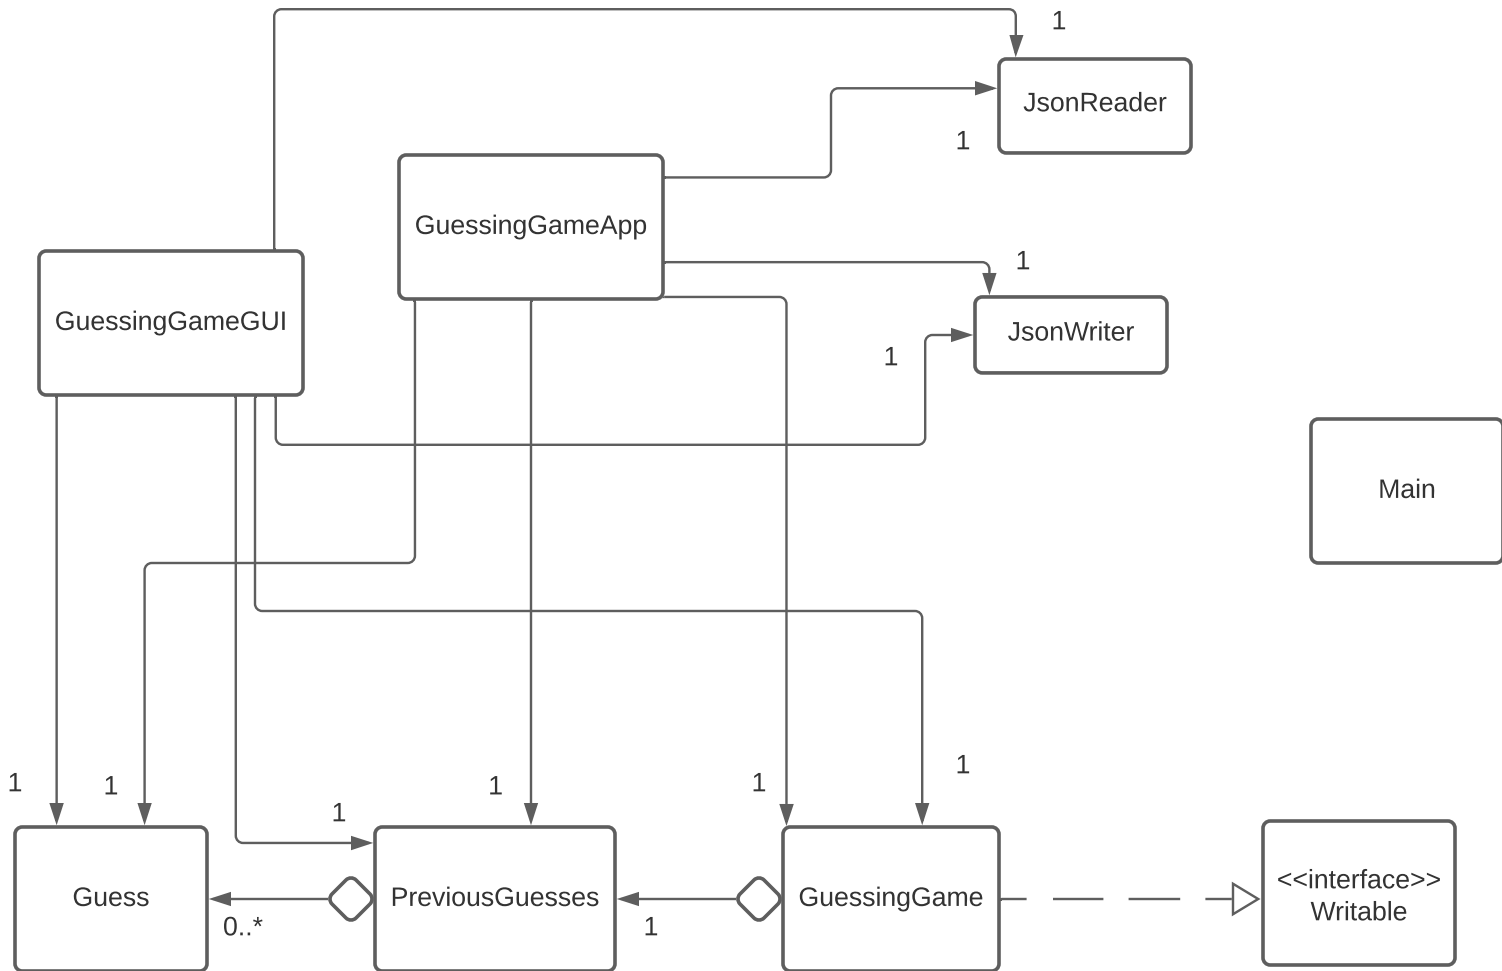 1
JsonReader
1
GuessingGameApp
1
GuessingGameGUI
JsonWriter
1
Main
1
1
1
1
1
1
Guess
PreviousGuesses
GuessingGame
<<interface>>
Writable
0..*
1